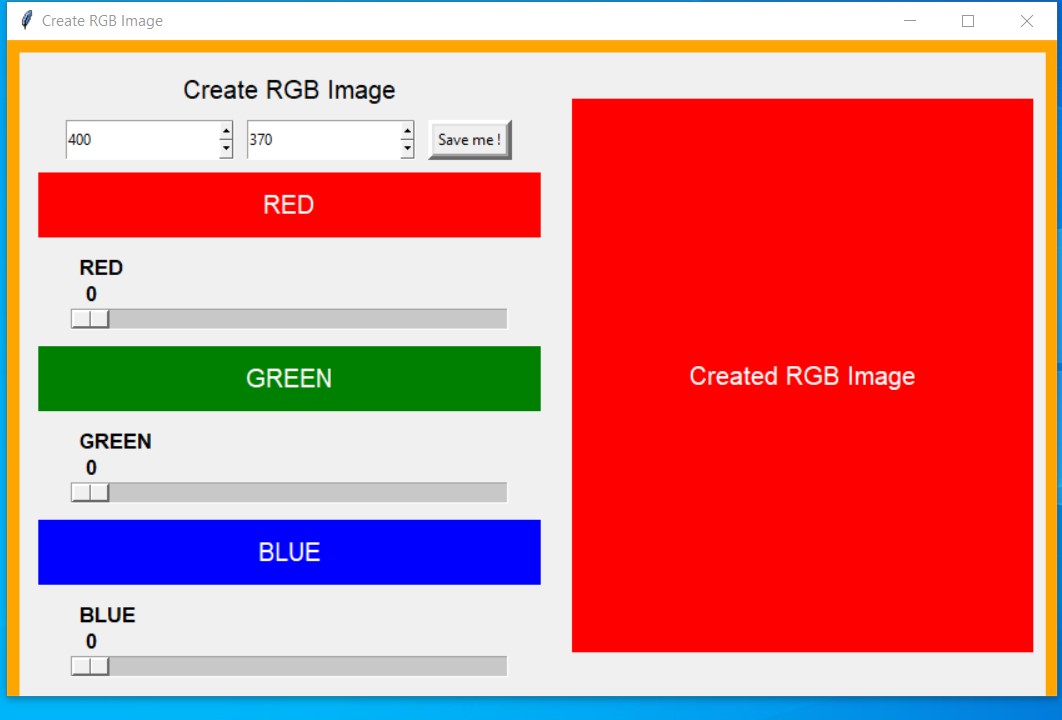 Create RGB Image
Create RGB Image
400
370
Save me !
RED
RED
0
GREEN
GREEN
0
BLUE
BLUE
0
Created RGB Image